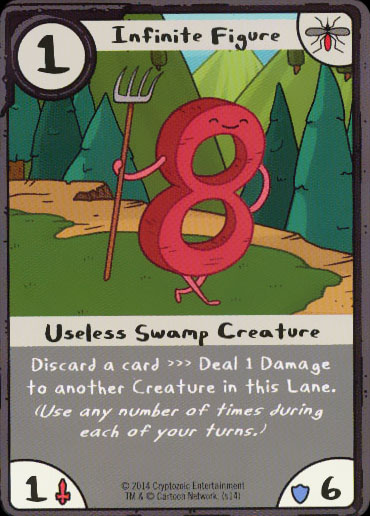 1
Infinite Figure
8
Useless Swamp Creature
Discard a card >>> Deal 1 Damage
to another Creature in this Lane.
(Use any number of times during
each of your turns.)
1
© 2014 Cryptozoic Entertainment
TM & © Cartoon Network. (s14)
6